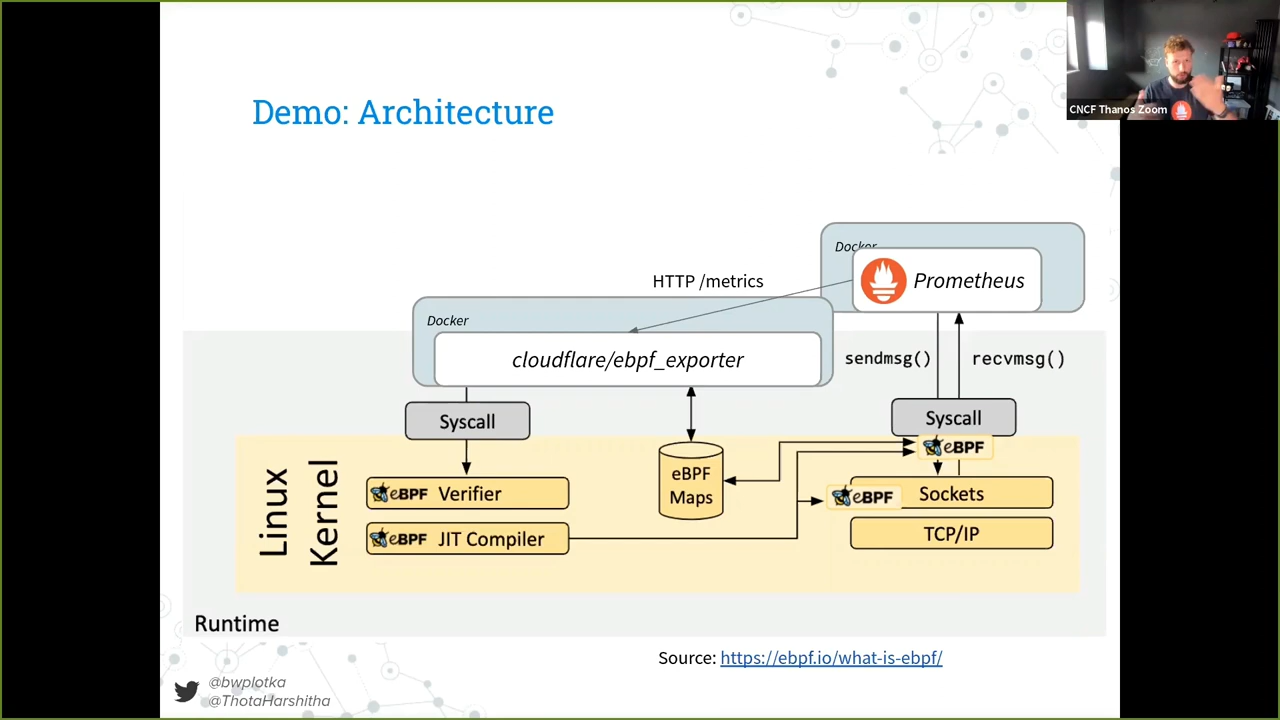 CNCF Thanos Zoom
Demo: Architecture
Docker
Prometheus
HTTP /metrics
Docker
cloudflare/ebpf_exporter
sendmsg()
recvmsg()
Syscall
Syscall
eBPF
Linux
Kernel
eBPF Verifier
eBPF
Maps
eBPF
Sockets
eBPF JIT Compiler
TCP/IP
Runtime
Source: https://ebpf.io/what-is-ebpf/
@bwplotka
@ThotaHarshitha